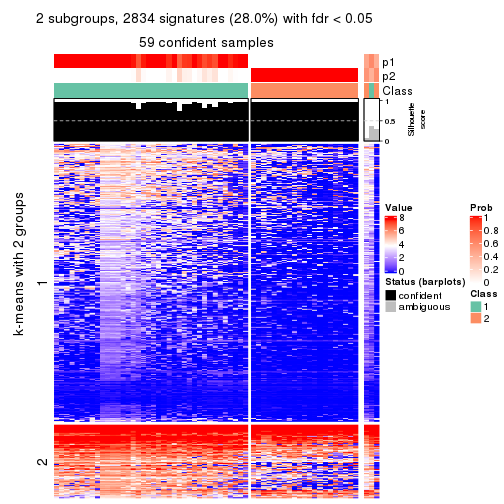 2 subgroups, 2834 signatures (28.0%) with fdr < 0.05
59 confident samples
p1
p2
Class
1
0.5
0
Silhouette
score
k-means with 2 groups
1
2
Value
8
6
4
2
0
Prob
1
0.8
0.6
0.4
0.2
0
Status (barplots)
confident
ambiguous
Class
1
2